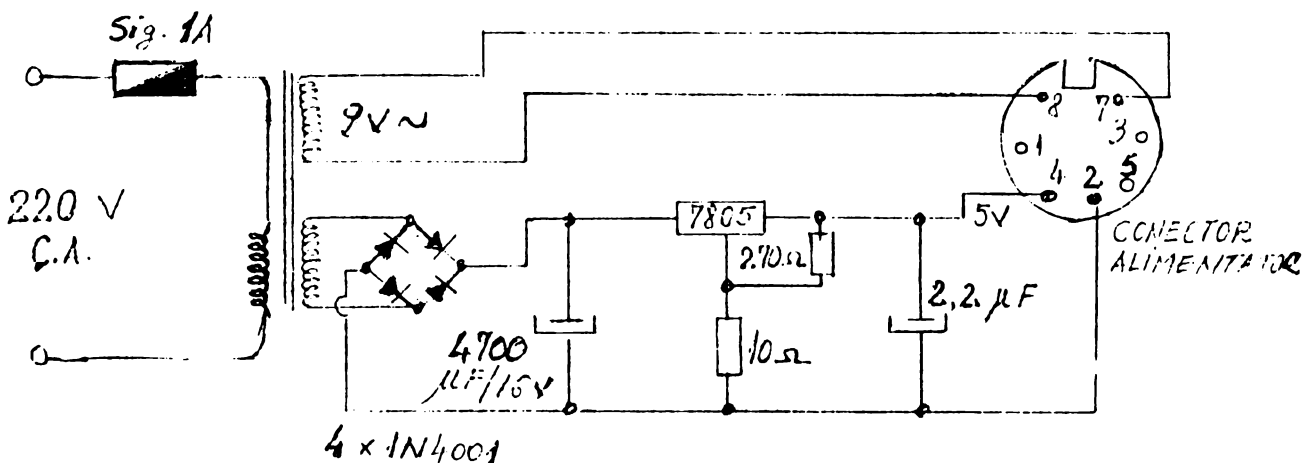 Sig. 1A
9V ~
220 V
C.A.
8
7
1
3
4
2
5
5V
CONECTOR
ALIMENTATOR
7805
270Ω
10Ω
2,2 µF
4700
µF/16V
4 x 1N4001